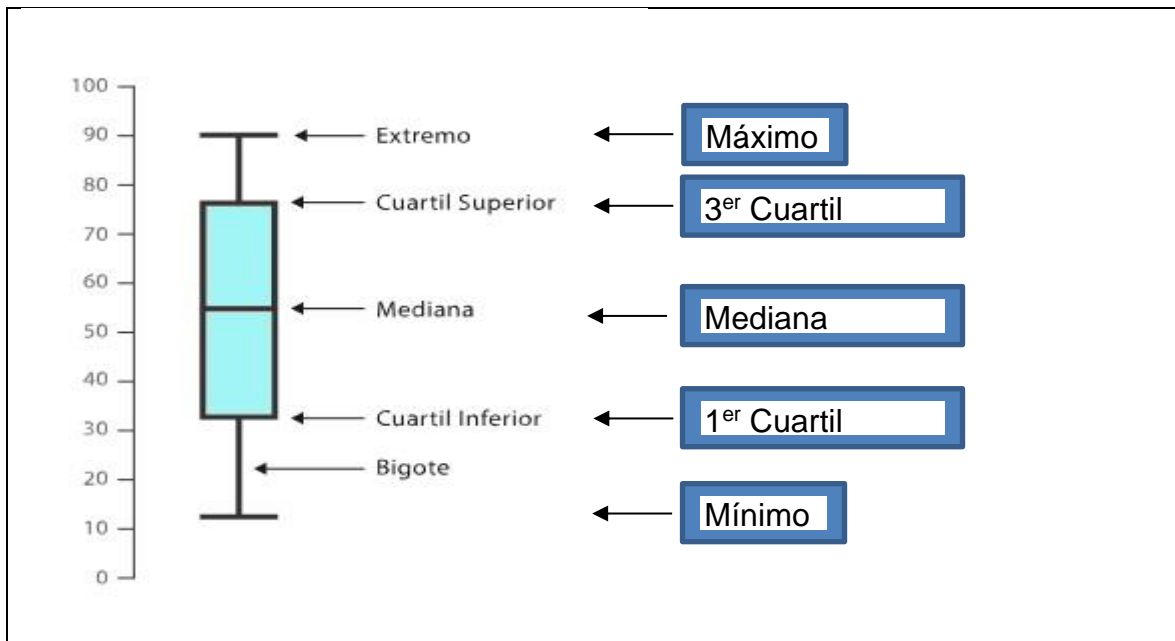 100
90
Extremo
Máximo
80
Cuartil Superior
3er Cuartil
70
60
Mediana
Mediana
50
40
Cuartil Inferior
1er Cuartil
30
Bigote
20
Mínimo
10
0